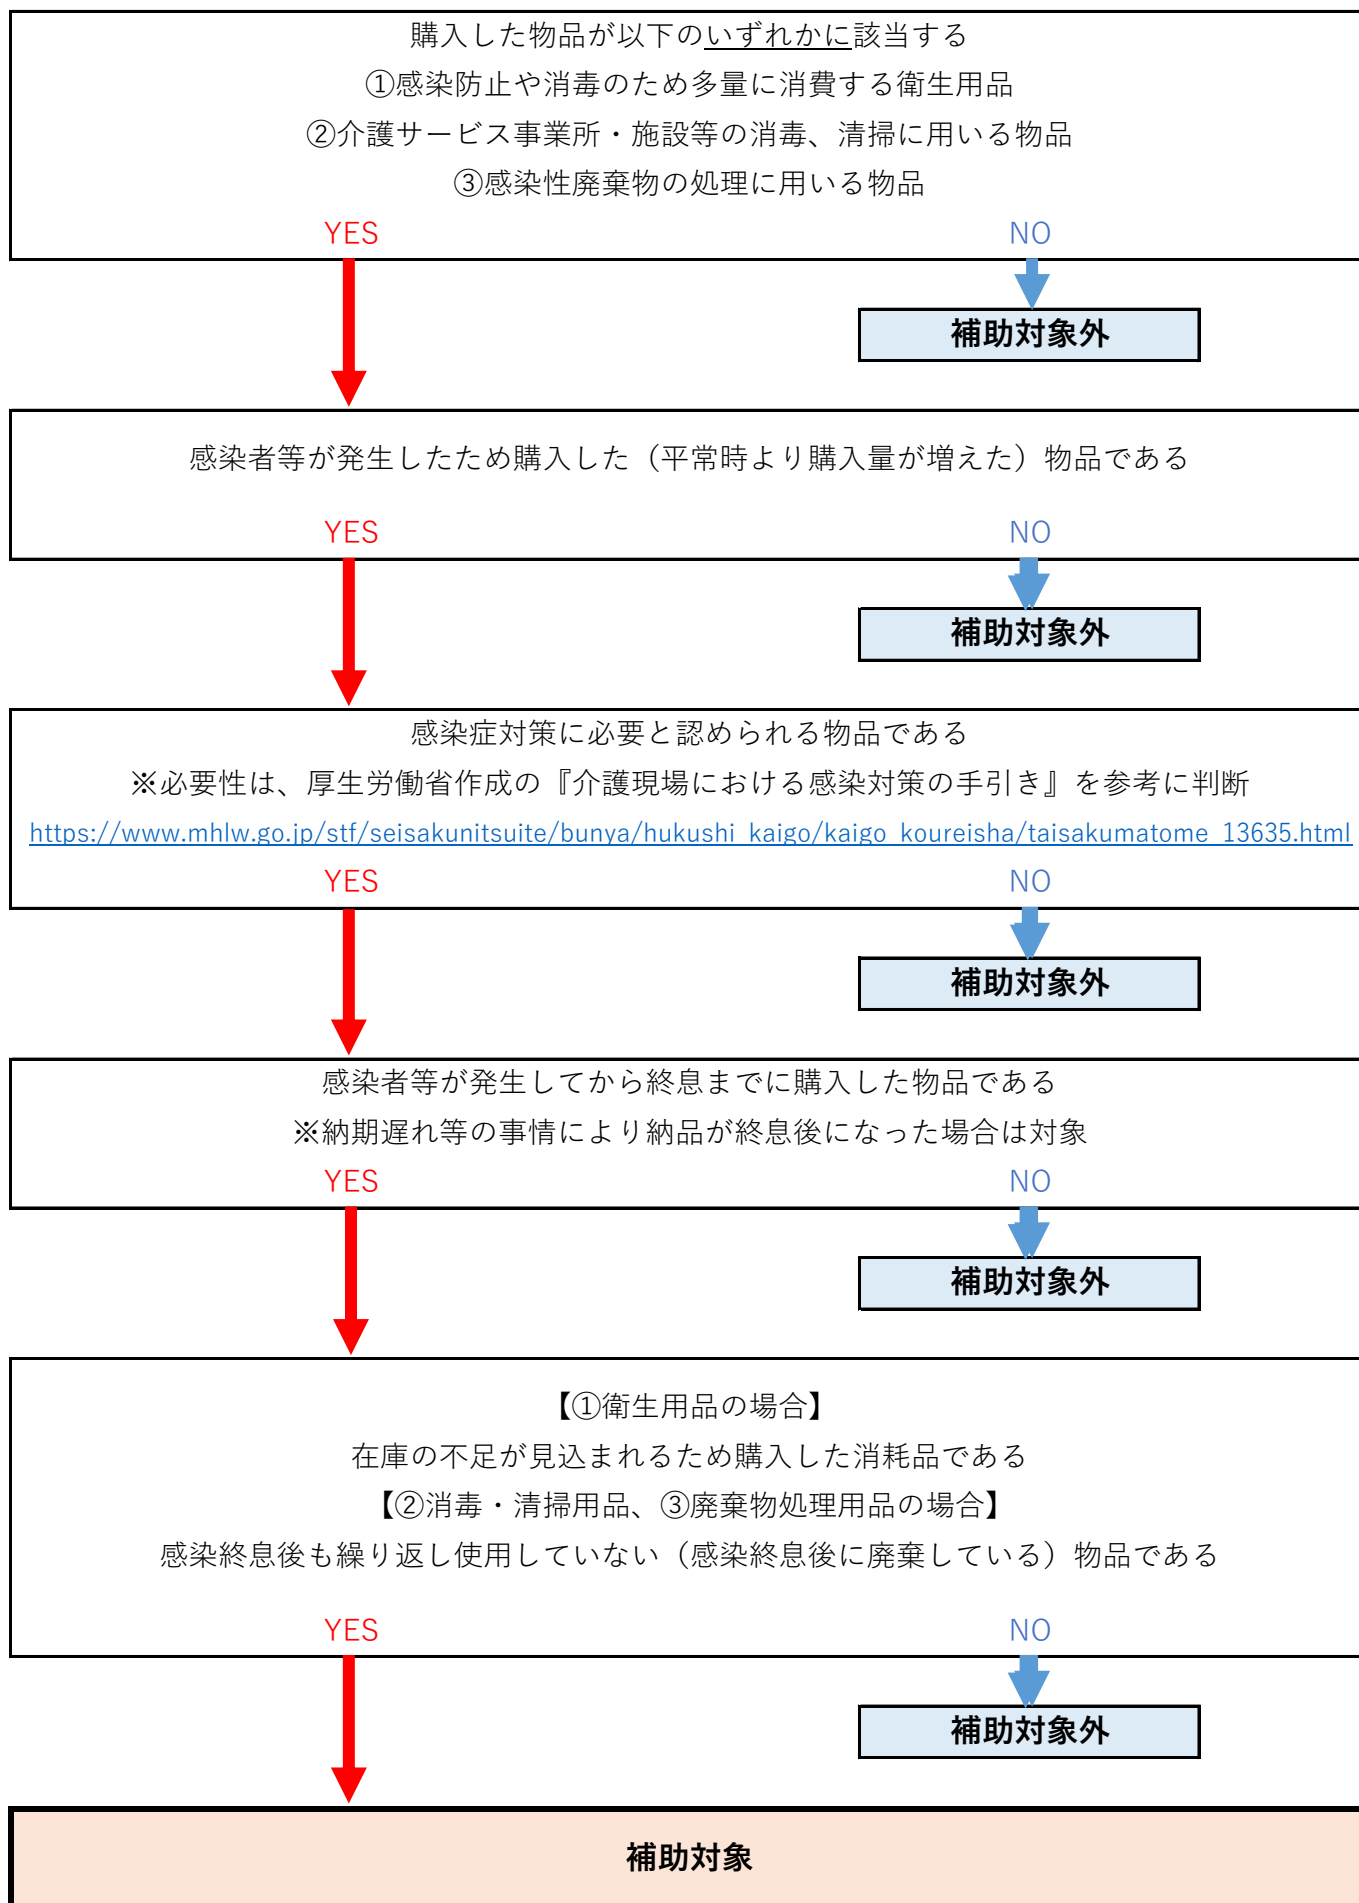 購入した物品が以下のいずれかに該当する
①感染防止や消毒のため多量に消費する衛生用品
②介護サービス事業所・施設等の消毒、清掃に用いる物品
③感染性廃棄物の処理に用いる物品
YES
NO
補助対象外
感染者等が発生したため購入した（平常時より購入量が増えた）物品である
YES
NO
補助対象外
感染症対策に必要と認められる物品である
※必要性は、厚生労働省作成の『介護現場における感染対策の手引き』を参考に判断
https://www.mhlw.go.jp/stf/seisakunitsuite/bunya/hukushi_kaigo/kaigo_koureisha/taisakumatome_13635.html
YES
NO
補助対象外
感染者等が発生してから終息までに購入した物品である
※納期遅れ等の事情により納品が終息後になった場合は対象
YES
NO
補助対象外
【①衛生用品の場合】
在庫の不足が見込まれるため購入した消耗品である
【②消毒・清掃用品、③廃棄物処理用品の場合】
感染終息後も繰り返し使用していない（感染終息後に廃棄している）物品である
YES
NO
補助対象外
補助対象